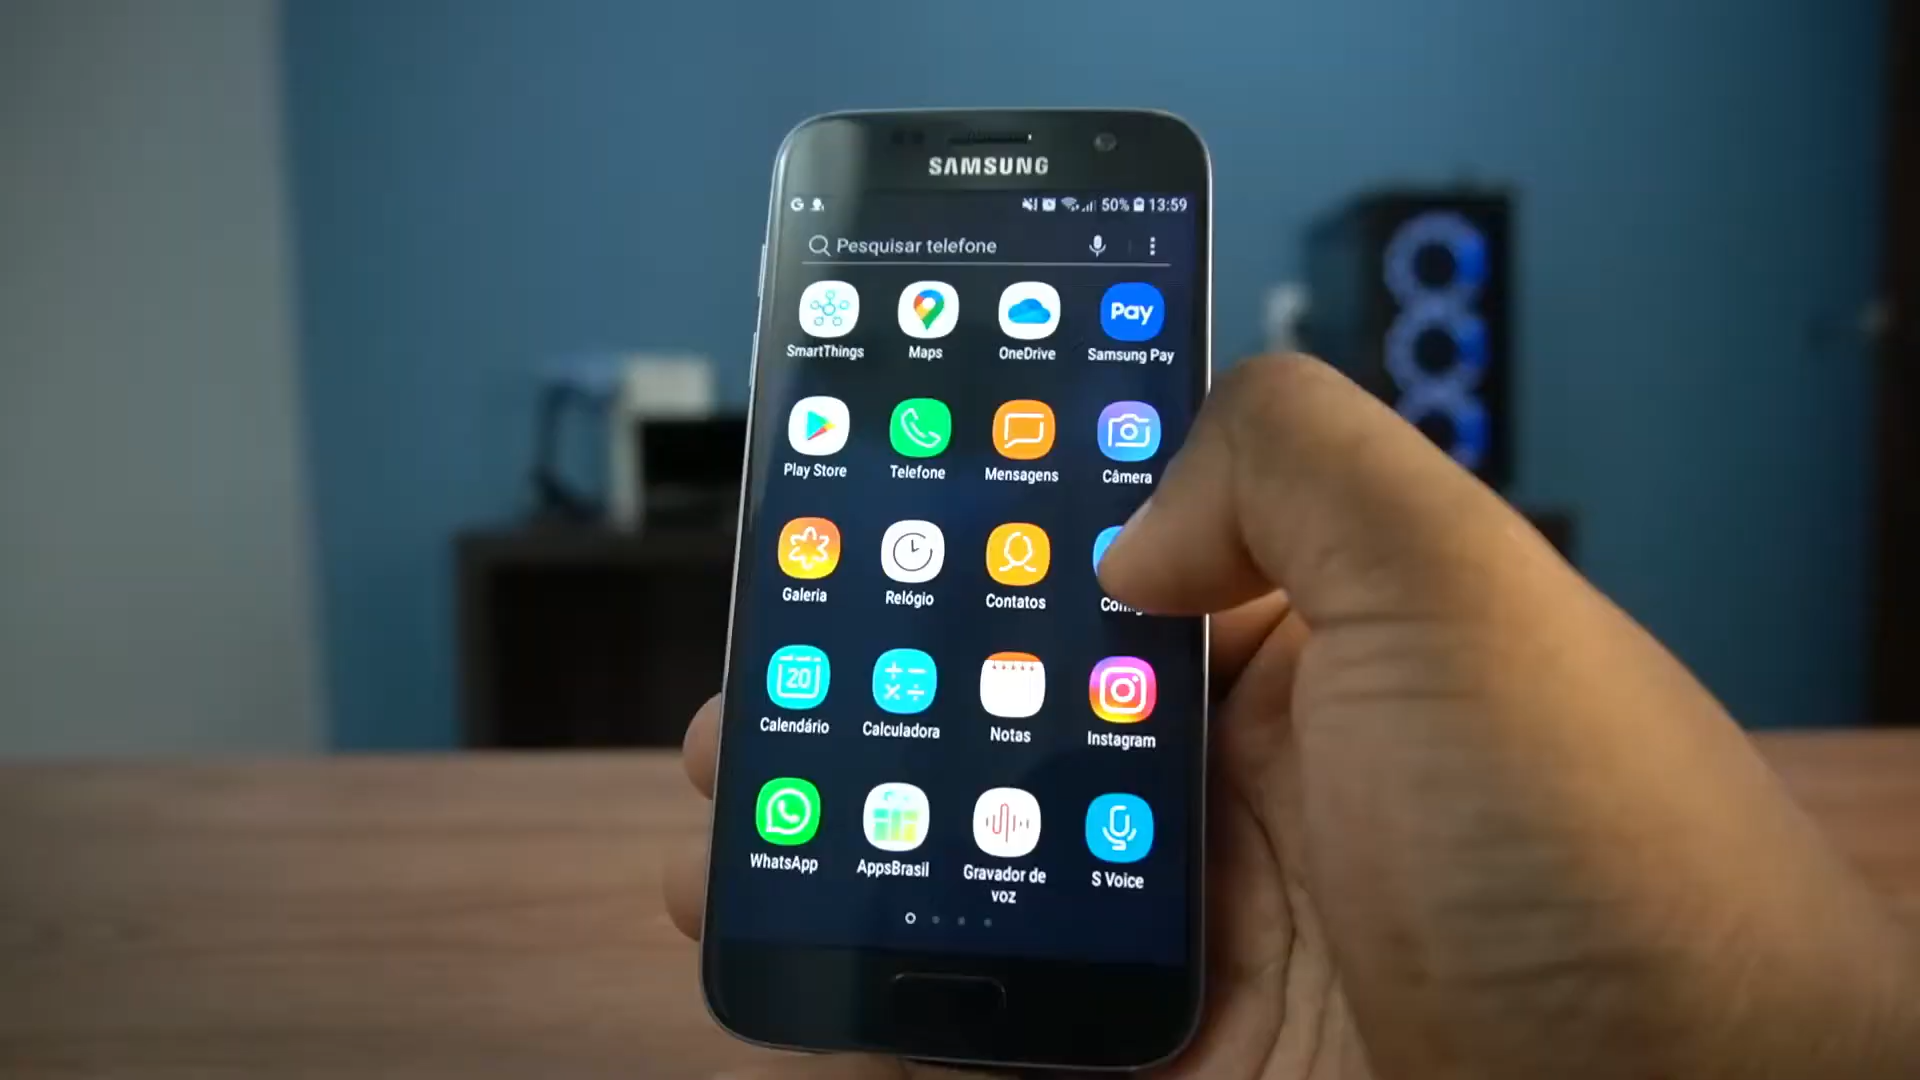 SAMSUNG
50% 13:59
Pesquisar telefone
SmartThings
Maps
OneDrive
Pay
Samsung Pay
Play Store
Telefone
Mensagens
Câmera
Galeria
Relógio
Contatos
20
Calendário
Calculadora
Notas
Instagram
WhatsApp
AppsBrasil
Gravador de
voz
S Voice